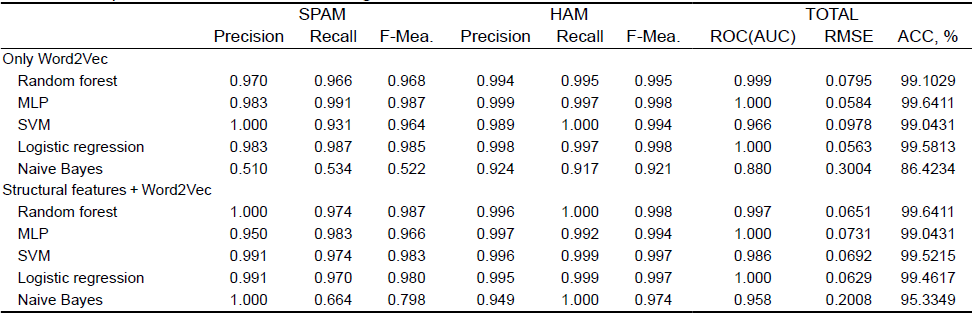 SPAM HAM TOTAL
Precision Recall F-Mea. Precision Recall F-Mea. ROC(AUC) RMSE ACC, %
Only Word2Vec
Random forest 0.970 0.966 0.968 0.994 0.995 0.995 0.999 0.0795 99.1029
MLP 0.983 0.991 0.987 0.999 0.997 0.998 1.000 0.0584 99.6411
SVM 1.000 0.931 0.964 0.989 1.000 0.994 0.966 0.0978 99.0431
Logistic regression 0.983 0.987 0.985 0.998 0.997 0.998 1.000 0.0563 99.5813
Naive Bayes 0.510 0.534 0.522 0.924 0.917 0.921 0.880 0.3004 86.4234
Structural features + Word2Vec
Random forest 1.000 0.974 0.987 0.996 1.000 0.998 0.997 0.0651 99.6411
MLP 0.950 0.983 0.966 0.997 0.992 0.994 1.000 0.0731 99.0431
SVM 0.991 0.974 0.983 0.996 0.999 0.997 0.986 0.0692 99.5215
Logistic regression 0.991 0.970 0.980 0.995 0.999 0.997 1.000 0.0629 99.4617
Naive Bayes 1.000 0.664 0.798 0.949 1.000 0.974 0.958 0.2008 95.3349